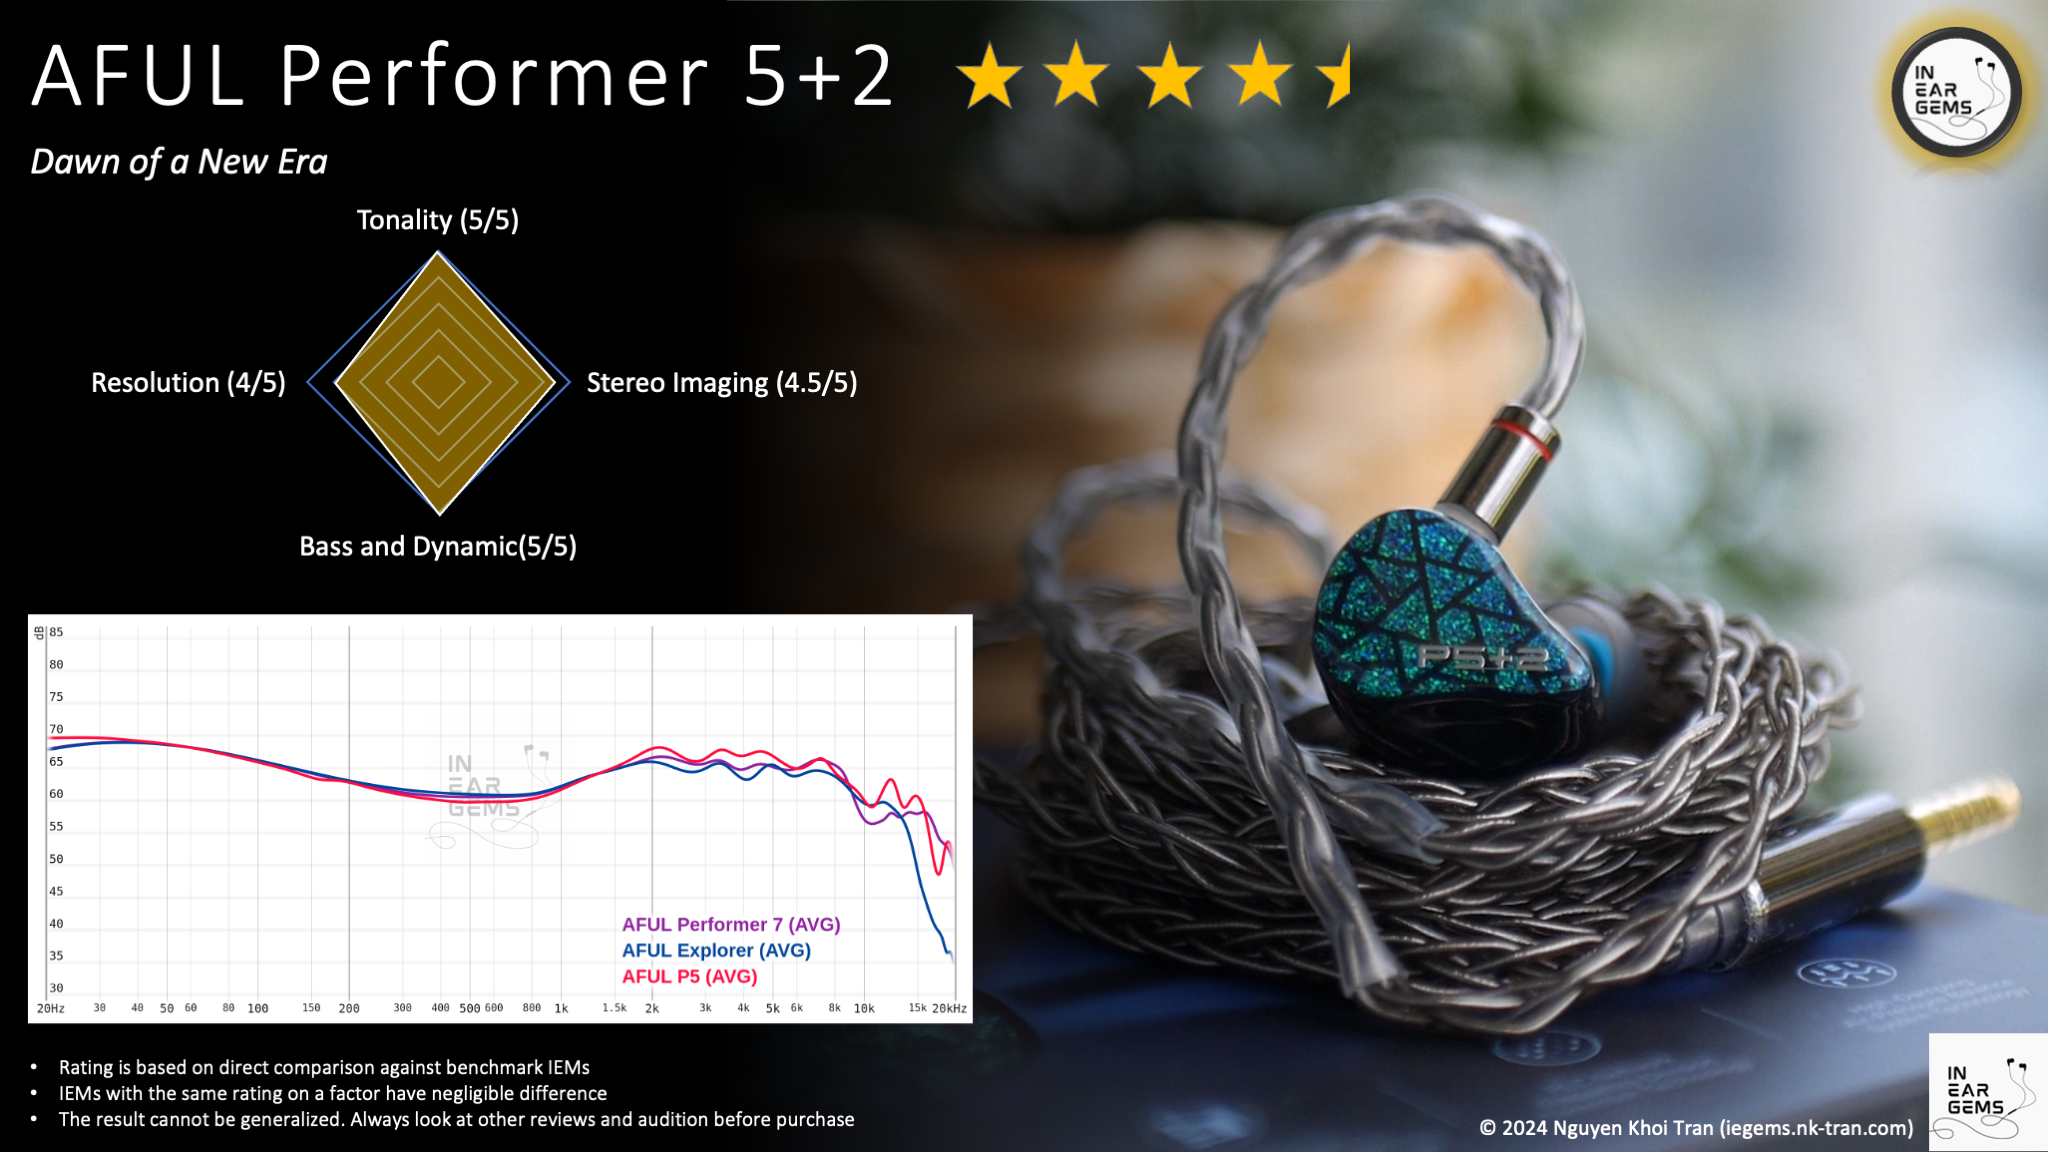 AFUL Performer 5+2
IN
EAR
GEMS
Dawn of a New Era
Tonality (5/5)
Resolution (4/5)
Stereo Imaging (4.5/5)
Bass and Dynamic(5/5)
P5+2
dB
85
80
75
70
65
60
55
50
45
40
35
30
IN
EAR
GEMS
AFUL Performer 7 (AVG)
AFUL Explorer (AVG)
AFUL P5 (AVG)
20Hz 30 40 50 60 80 100 150 200 300 400 500 600 800 1k 1.5k 2k 3k 4k 5k 6k 8k 10k 15k 20kHz
• Rating is based on direct comparison against benchmark IEMs
• IEMs with the same rating on a factor have negligible difference
• The result cannot be generalized. Always look at other reviews and audition before purchase
© 2024 Nguyen Khoi Tran (iegems.nk-tran.com)
IN
EAR
GEMS